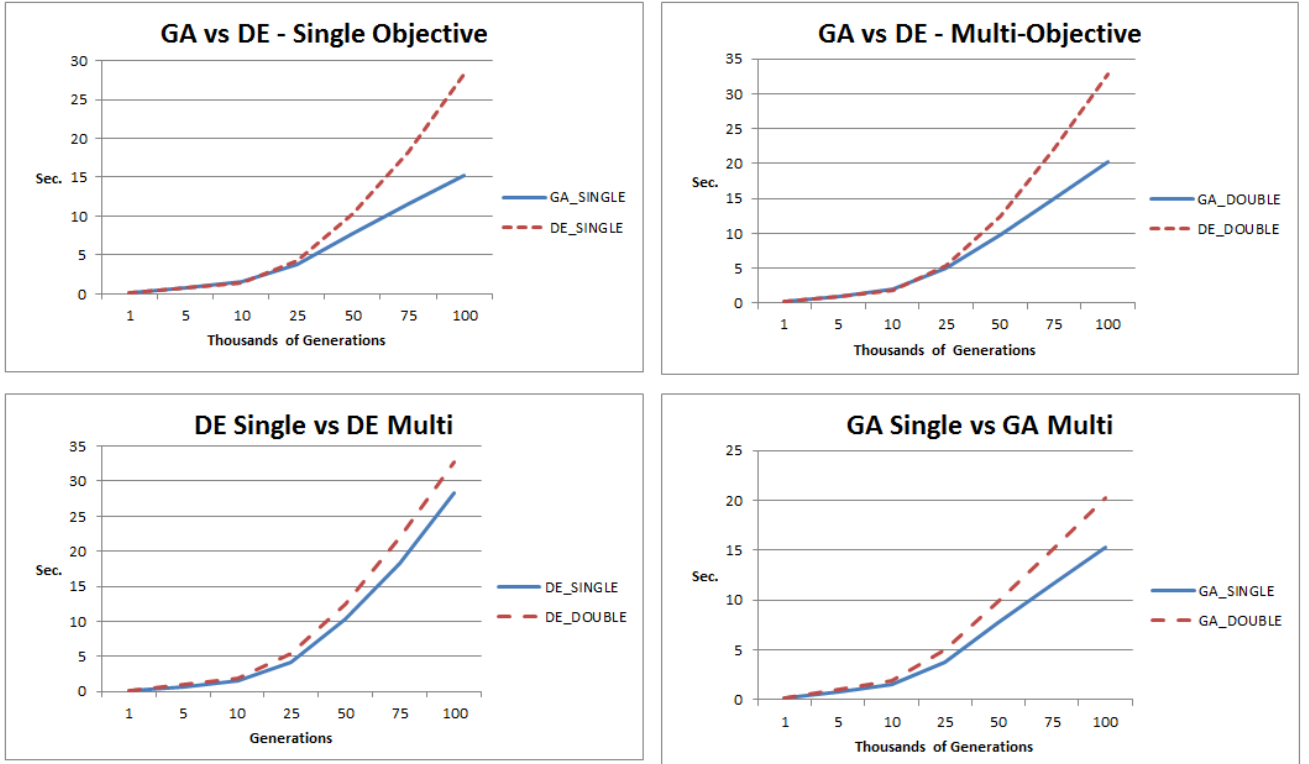 GA vs DE - Single Objective
30
25
20
Sec. 15
10
5
0
GA_SINGLE
DE_SINGLE
1 5 10 25 50 75 100
Thousands of Generations
GA vs DE - Multi-Objective
35
30
25
20
Sec.
15
10
5
0
GA_DOUBLE
DE_DOUBLE
1 5 10 25 50 75 100
Thousands of Generations
DE Single vs DE Multi
35
30
25
20
Sec.
15
10
5
0
DE_SINGLE
DE_DOUBLE
1 5 10 25 50 75 100
Generations
GA Single vs GA Multi
25
20
15
Sec.
10
5
0
GA_SINGLE
GA_DOUBLE
1 5 10 25 50 75 100
Thousands of Generations